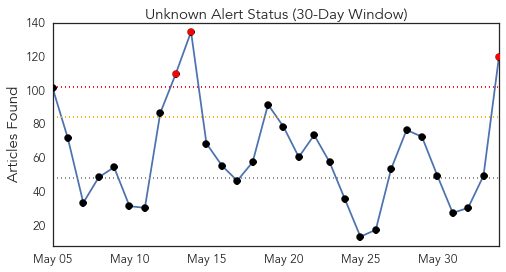 Unknown Alert Status (30-Day Window)
140
120
100
80
60
40
20
Articles Found
May 05
May 10
May 15
May 20
May 25
May 30